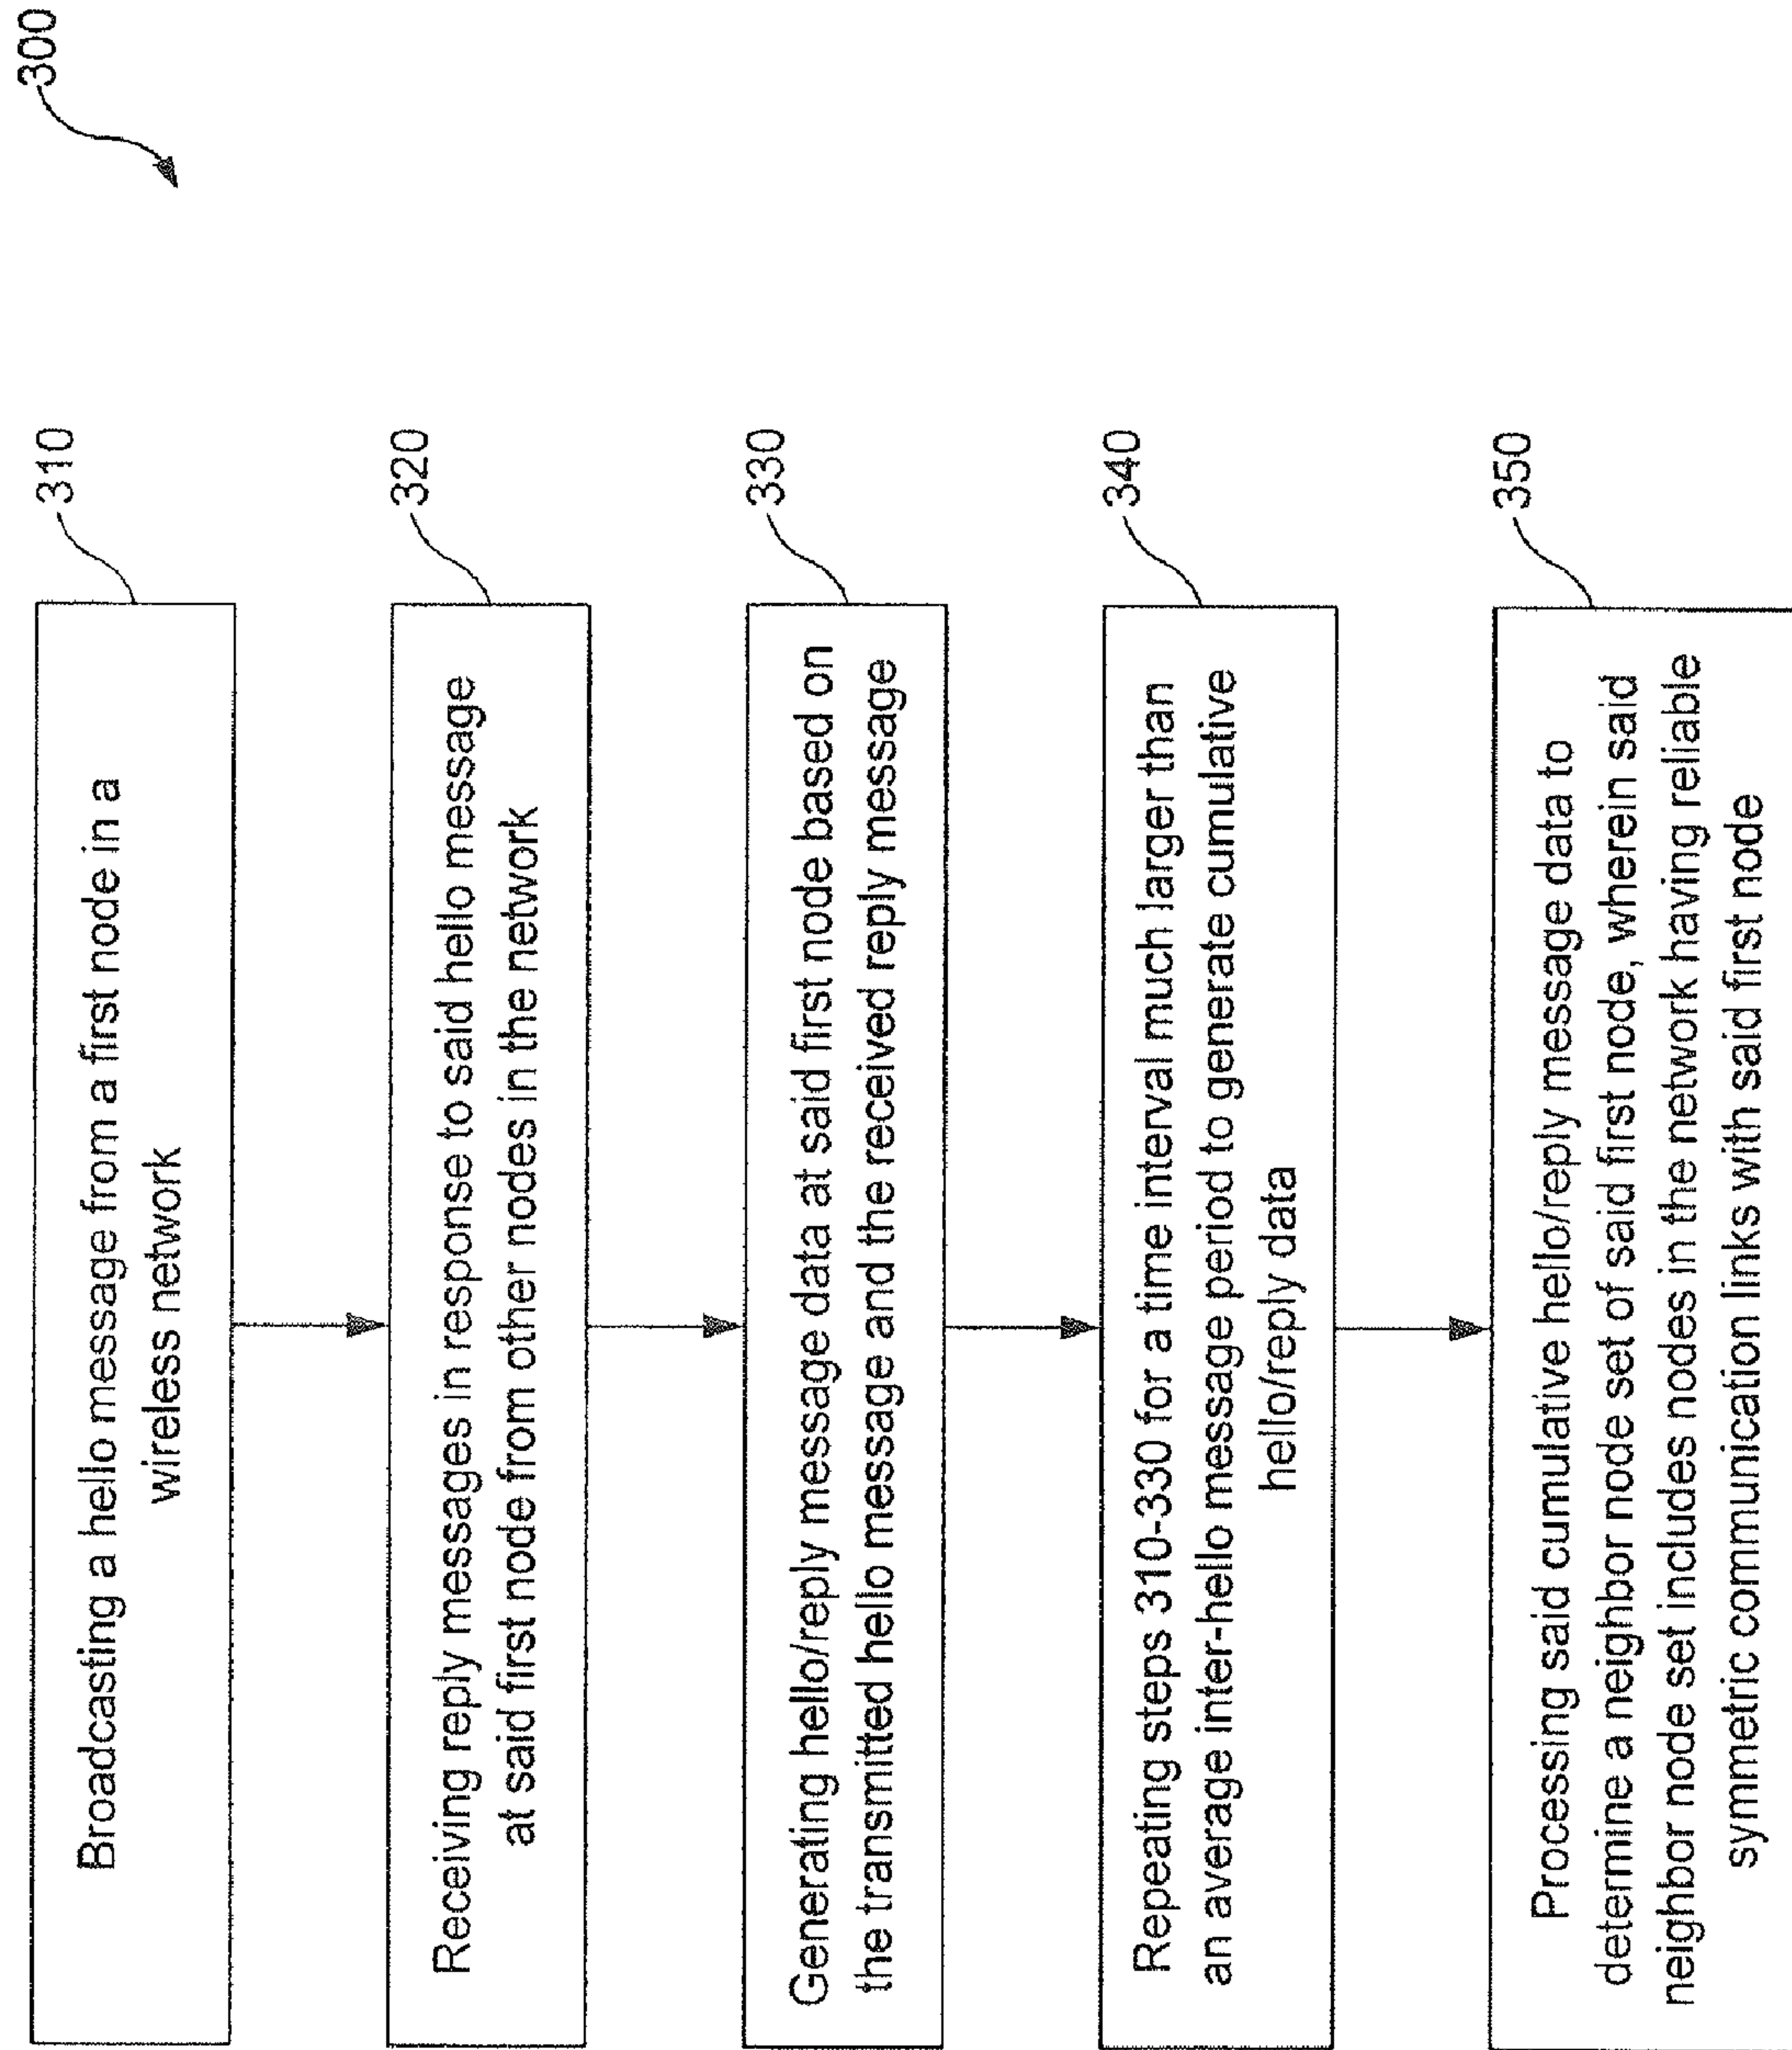 300
310
Broadcasting a hello message from a first node in a
wireless network
320
Receiving reply messages in response to said hello message
at said first node from other nodes in the network
330
Generating hello/reply message data at said first node based on
the transmitted hello message and the received reply message
340
Repeating steps 310-330 for a time interval much larger than
an average inter-hello message period to generate cumulative
hello/reply data
350
Processing said cumulative hello/reply message data to
determine a neighbor node set of said first node, wherein said
neighbor node set includes nodes in the network having reliable
symmetric communication links with said first node